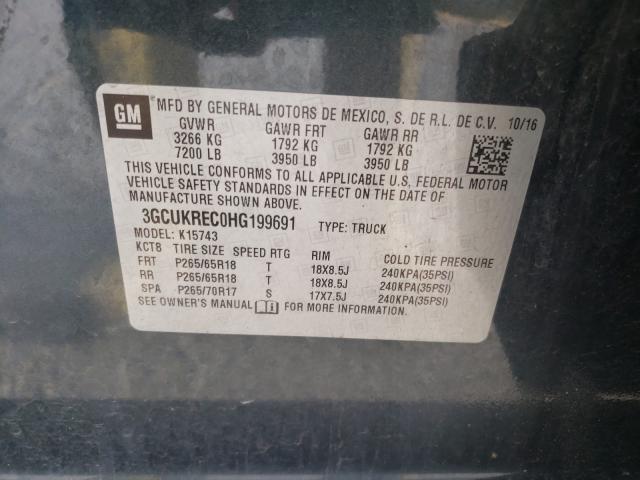 GM MFD BY GENERAL MOTORS DE MEXICO, S. DE R.L. DE C.V. 10/16
GVWR GAWR FRT GAWR RR
3266 KG 1792 KG 1792 KG
7200 LB 3950 LB 3950 LB
THIS VEHICLE CONFORMS TO ALL APPLICABLE U.S. FEDERAL MOTOR
VEHICLE SAFETY STANDARDS IN EFFECT ON THE DATE OF
MANUFACTURE SHOWN ABOVE.
3GCUKREC0HG199691 TYPE: TRUCK
MODEL: K15743
KCT8 TIRE SIZE SPEED RTG RIM COLD TIRE PRESSURE
FRT P265/65R18 T 18X8.5J 240KPA(35PSI)
RR P265/65R18 T 18X8.5J 240KPA(35PSI)
SPA P265/70R17 S 17X7.5J 240KPA(35PSI)
SEE OWNER'S MANUAL FOR MORE INFORMATION.